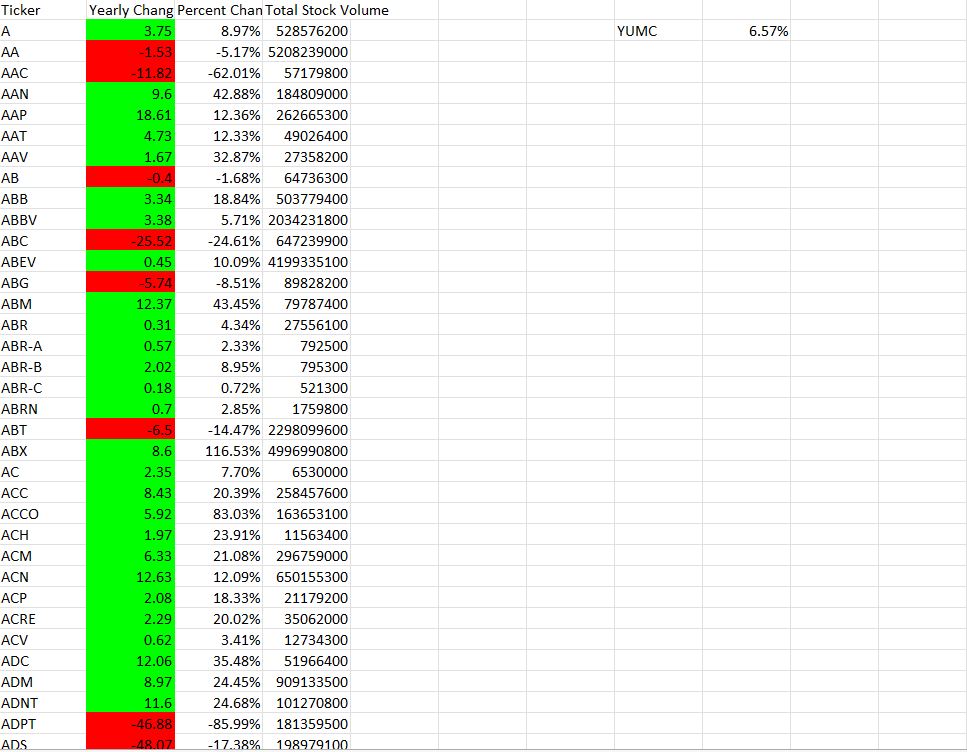 Ticker Yearly Chang Percent Chan Total Stock Volume
A 3.75 8.97% 528576200 YUMC 6.57%
AA -1.53 -5.17% 5208239000
AAC -11.82 -62.01% 57179800
AAN 9.6 42.88% 184809000
AAP 18.61 12.36% 262665300
AAT 4.73 12.33% 49026400
AAV 1.67 32.87% 27358200
AB -0.4 -1.68% 64736300
ABB 3.34 18.84% 503779400
ABBV 3.38 5.71% 2034231800
ABC -25.52 -24.61% 647239900
ABEV 0.45 10.09% 4199335100
ABG -5.74 -8.51% 89828200
ABM 12.37 43.45% 79787400
ABR 0.31 4.34% 27556100
ABR-A 0.57 2.33% 792500
ABR-B 2.02 8.95% 795300
ABR-C 0.18 0.72% 521300
ABRN 0.7 2.85% 1759800
ABT -6.5 -14.47% 2298099600
ABX 8.6 116.53% 4996990800
AC 2.35 7.70% 6530000
ACC 8.43 20.39% 258457600
ACCO 5.92 83.03% 163653100
ACH 1.97 23.91% 11563400
ACM 6.33 21.08% 296759000
ACN 12.63 12.09% 650155300
ACP 2.08 18.33% 21179200
ACRE 2.29 20.02% 35062000
ACV 0.62 3.41% 12734300
ADC 12.06 35.48% 51966400
ADM 8.97 24.45% 909133500
ADNT 11.6 24.68% 101270800
ADPT -46.88 -85.99% 181359500
ADS -48.07 -17.38% 198979100